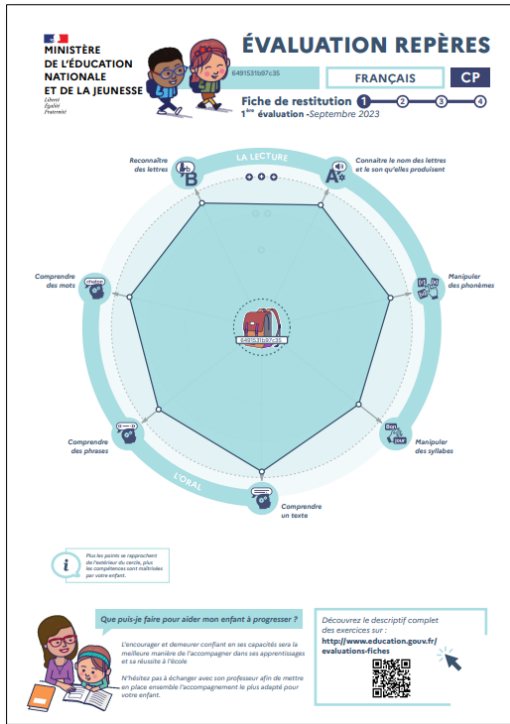 MINISTÈRE
DE L'ÉDUCATION
NATIONALE
ET DE LA JEUNESSE
Liberté
Égalité
Fraternité
ÉVALUATION REPÈRES
6491531b97c35
FRANÇAIS
CP
Fiche de restitution 1 2 3 4
1ère évaluation - Septembre 2023
LA LECTURE
Reconnaître
des lettres
B
Connaitre le nom des lettres
et le son qu'elles produisent
A
Comprendre
des mots
Manipuler
des phonèmes
Comprendre
des phrases
Bon
jour
Manipuler
des syllabes
L'ORAL
Comprendre
un texte
i
Plus les points se rapprochent
de l'extérieur du cercle, plus
les compétences sont maîtrisées
par votre enfant.
Que puis-je faire pour aider mon enfant à progresser ?
L'encourager et demeurer confiant en ses capacités sera la
meilleure manière de l'accompagner dans ses apprentissages
et sa réussite à l'école
N'hésitez pas à échanger avec son professeur afin de mettre
en place ensemble l'accompagnement le plus adapté pour
votre enfant.
Découvrez le descriptif complet
des exercices sur :
http://www.education.gouv.fr/
evaluations-fiches